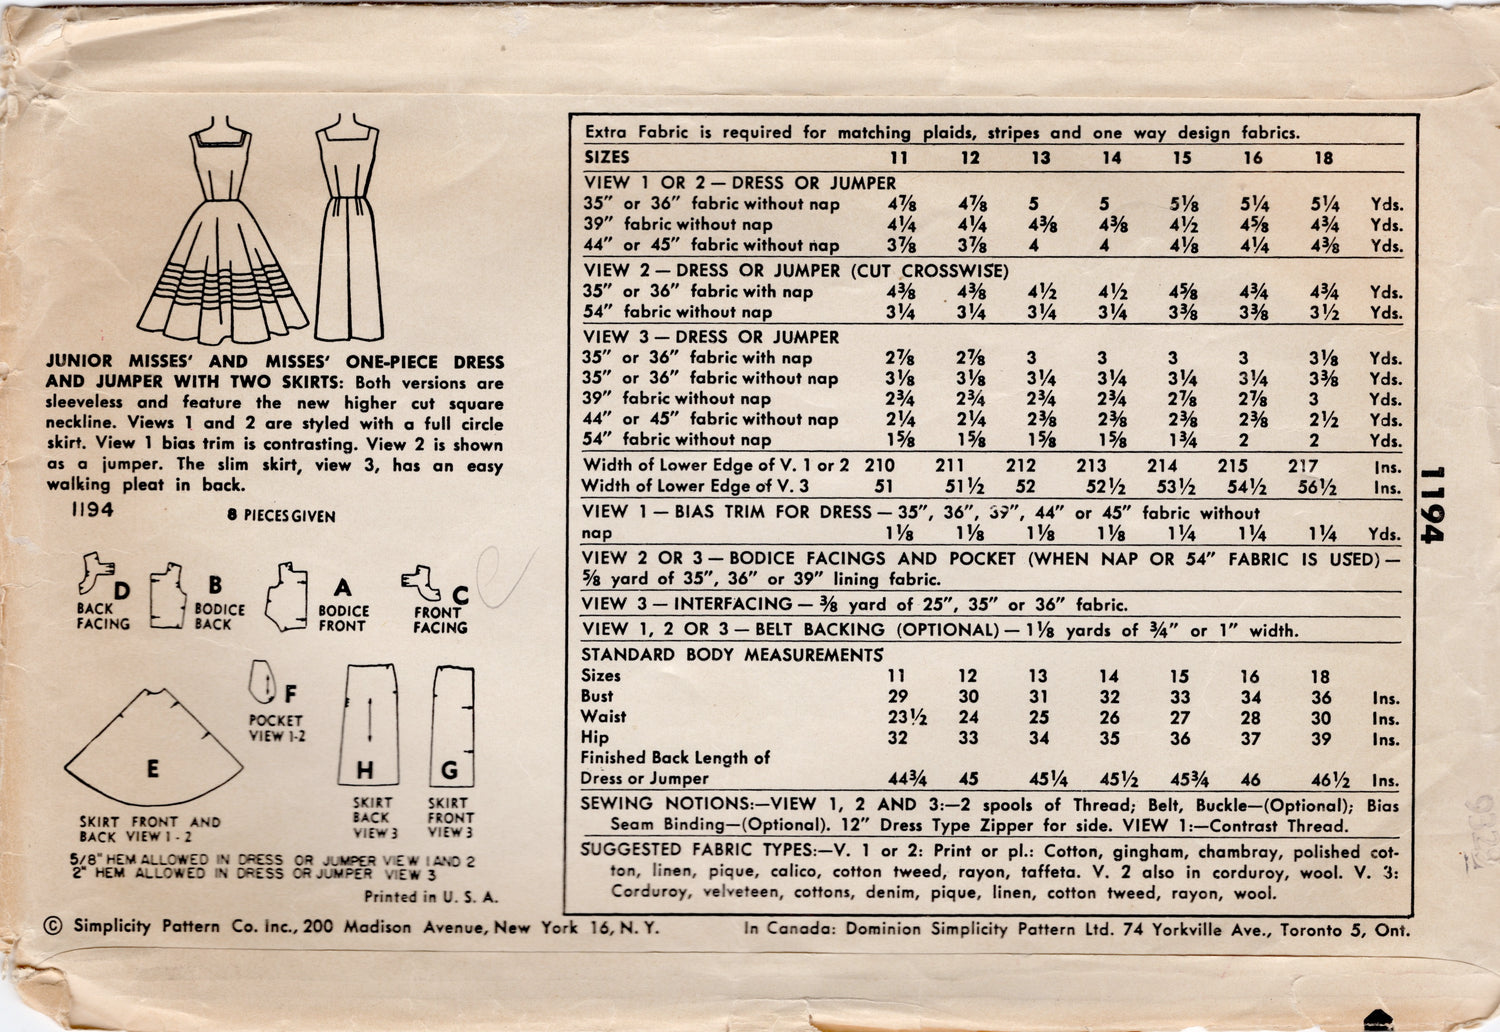 JUNIOR MISSES' AND MISSES' ONE-PIECE DRESS
AND JUMPER WITH TWO SKIRTS: Both versions are
sleeveless and feature the new higher cut square
neckline. Views 1 and 2 are styled with a full circle
skirt. View 1 bias trim is contrasting. View 2 is shown
as a jumper. The slim skirt, view 3, has an easy
walking pleat in back.
1194 8 PIECES GIVEN
D
BACK
FACING
B
BODICE
BACK
A
BODICE
FRONT
C
FRONT
FACING
F
POCKET
VIEW 1-2
E
SKIRT FRONT AND
BACK VIEW 1-2
H
SKIRT
BACK
VIEW 3
G
SKIRT
FRONT
VIEW 3
5/8" HEM ALLOWED IN DRESS OR JUMPER VIEW 1 AND 2
2" HEM ALLOWED IN DRESS OR JUMPER VIEW 3
Printed in U. S. A.
Extra Fabric is required for matching plaids, stripes and one way design fabrics.
SIZES 11 12 13 14 15 16 18
VIEW 1 OR 2 — DRESS OR JUMPER
35" or 36" fabric without nap 4⅞ 4⅞ 5 5 5⅛ 5¼ 5¼ Yds.
39" fabric without nap 4¼ 4¼ 4⅜ 4⅜ 4½ 4⅝ 4¾ Yds.
44" or 45" fabric without nap 3⅞ 3⅞ 4 4 4⅛ 4¼ 4⅜ Yds.
VIEW 2 — DRESS OR JUMPER (CUT CROSSWISE)
35" or 36" fabric with nap 4⅜ 4⅜ 4½ 4½ 4⅝ 4¾ 4¾ Yds.
54" fabric without nap 3¼ 3¼ 3¼ 3¼ 3⅜ 3⅜ 3½ Yds.
VIEW 3 — DRESS OR JUMPER
35" or 36" fabric with nap 2⅞ 2⅞ 3 3 3 3 3⅛ Yds.
35" or 36" fabric without nap 3⅛ 3⅛ 3¼ 3¼ 3¼ 3¼ 3⅜ Yds.
39" fabric without nap 2¾ 2¾ 2¾ 2¾ 2⅞ 2⅞ 3 Yds.
44" or 45" fabric without nap 2¼ 2¼ 2⅜ 2⅜ 2⅜ 2⅜ 2½ Yds.
54" fabric without nap 1⅝ 1⅝ 1⅝ 1⅝ 1¾ 2 2 Yds.
Width of Lower Edge of V. 1 or 2 210 211 212 213 214 215 217 Ins.
Width of Lower Edge of V. 3 51 51½ 52 52½ 53½ 54½ 56½ Ins.
VIEW 1 — BIAS TRIM FOR DRESS — 35", 36", 39", 44" or 45" fabric without
nap 1⅛ 1⅛ 1⅛ 1⅛ 1¼ 1¼ 1¼ Yds.
VIEW 2 OR 3 — BODICE FACINGS AND POCKET (WHEN NAP OR 54" FABRIC IS USED) —
⅝ yard of 35", 36" or 39" lining fabric.
VIEW 3 — INTERFACING — ⅜ yard of 25", 35" or 36" fabric.
VIEW 1, 2 OR 3 — BELT BACKING (OPTIONAL) — 1⅛ yards of ¾" or 1" width.
STANDARD BODY MEASUREMENTS
Sizes 11 12 13 14 15 16 18
Bust 29 30 31 32 33 34 36 Ins.
Waist 23½ 24 25 26 27 28 30 Ins.
Hip 32 33 34 35 36 37 39 Ins.
Finished Back Length of
Dress or Jumper 44¾ 45 45¼ 45½ 45¾ 46 46½ Ins.
SEWING NOTIONS:—VIEW 1, 2 AND 3:—2 spools of Thread; Belt, Buckle—(Optional); Bias
Seam Binding—(Optional). 12" Dress Type Zipper for side. VIEW 1:—Contrast Thread.
SUGGESTED FABRIC TYPES:—V. 1 or 2: Print or pl.: Cotton, gingham, chambray, polished cot-
ton, linen, pique, calico, cotton tweed, rayon, taffeta. V. 2 also in corduroy, wool. V. 3:
Corduroy, velveteen, cottons, denim, pique, linen, cotton tweed, rayon, wool.
1194
© Simplicity Pattern Co. Inc., 200 Madison Avenue, New York 16, N. Y. In Canada: Dominion Simplicity Pattern Ltd. 74 Yorkville Ave., Toronto 5, Ont.